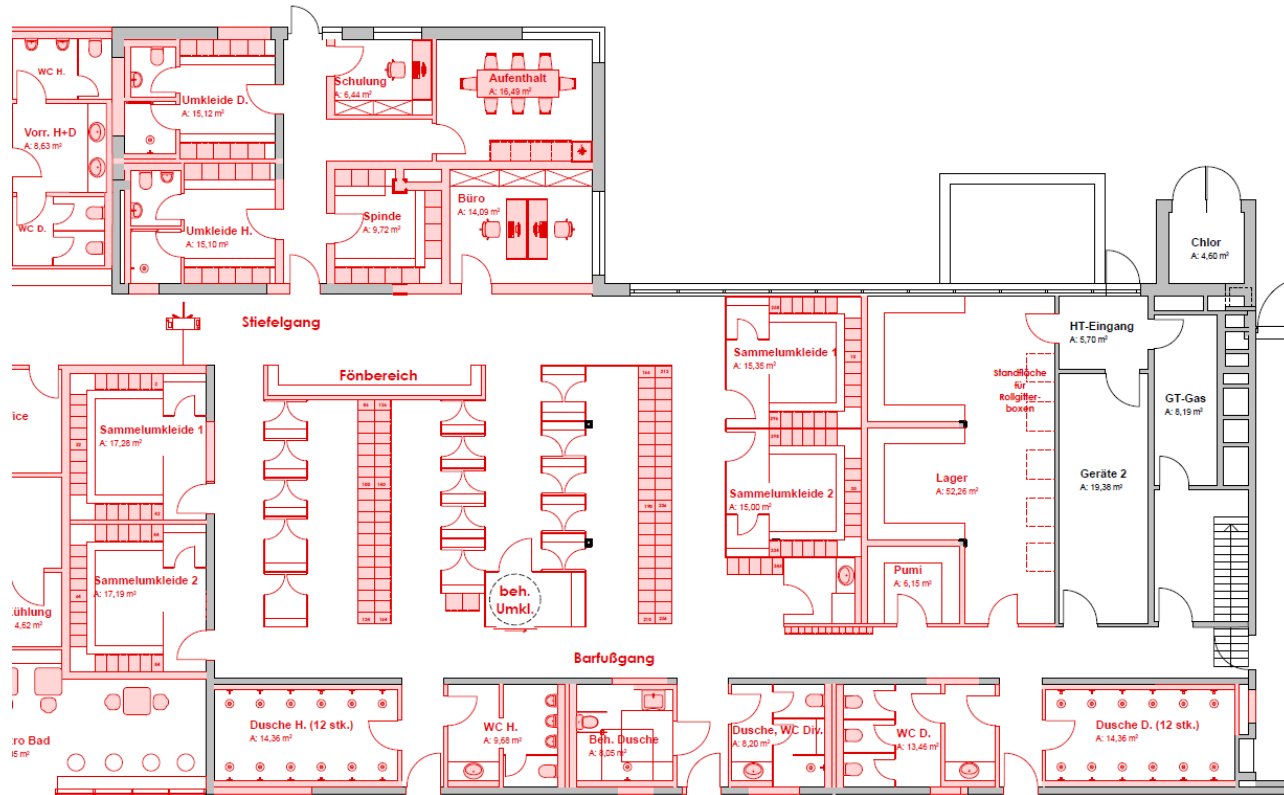 WC H.
Umkleide D.
A: 15,12 m²
Schulung
A: 6,44 m²
Aufenthalt
A: 16,49 m²
Vorr. H+D
A: 8,63 m²
WC D.
Umkleide H.
A: 15,10 m²
Spinde
A: 9,72 m²
Büro
A: 14,09 m²
Chlor
A: 4,60 m²
Stiefelgang
HT-Eingang
A: 5,70 m²
Fönbereich
Sammelumkleide 1
A: 15,35 m²
Standfläche
für
Rollgitter-
boxen
GT-Gas
A: 8,19 m²
Sammelumkleide 1
A: 17,28 m²
Sammelumkleide 2
A: 15,00 m²
Lager
A: 52,26 m²
Geräte 2
A: 19,38 m²
Sammelumkleide 2
A: 17,19 m²
beh.
Umkl.
Pumi
A: 6,15 m²
ühlung
4,62 m²
Barfußgang
Dusche H. (12 stk.)
A: 14,36 m²
WC H.
A: 9,68 m²
Beh. Dusche
A: 8,05 m²
Dusche, WC Div.
A: 8,20 m²
WC D.
A: 13,46 m²
Dusche D. (12 stk.)
A: 14,36 m²
tro Bad